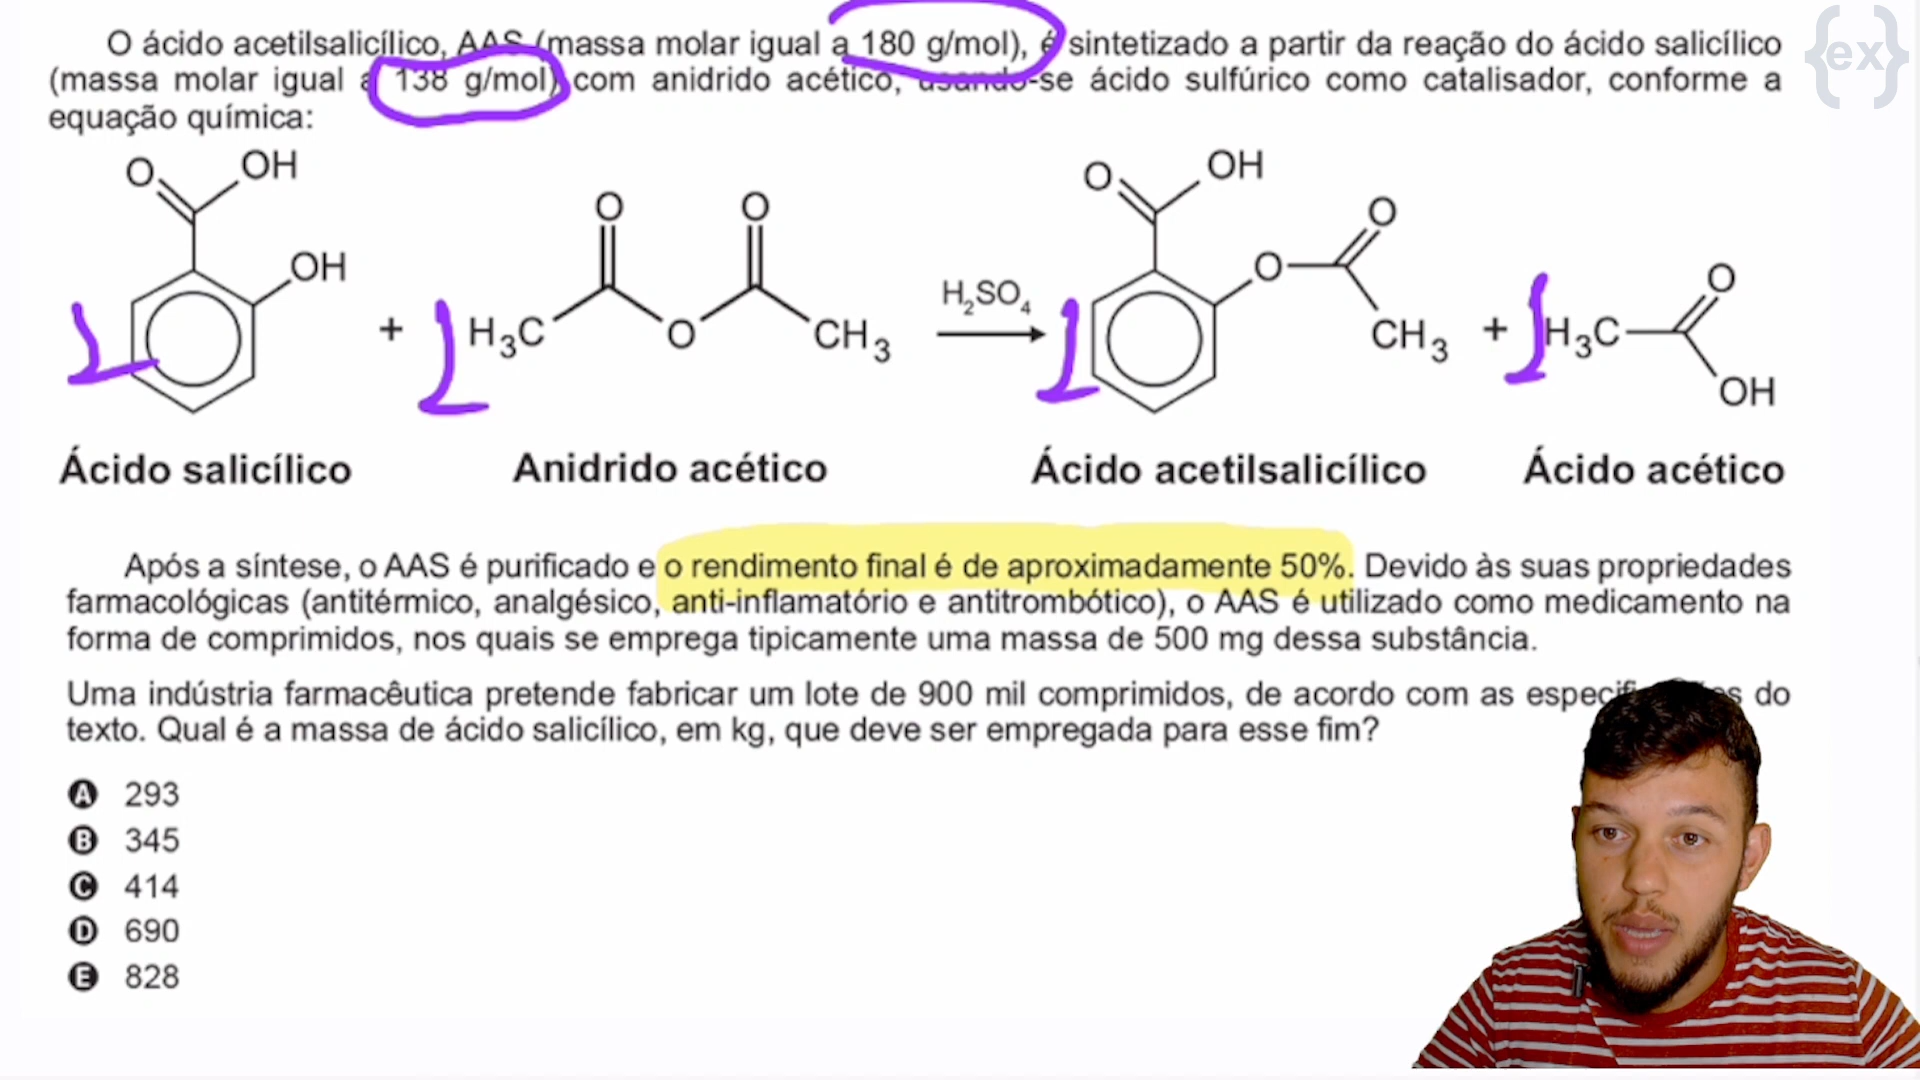 O ácido acetilsalicílico, AAS (massa molar igual a 180 g/mol), é sintetizado a partir da reação do ácido salicílico
(massa molar igual a 138 g/mol) com anidrido acético, usando-se ácido sulfúrico como catalisador, conforme a
equação química:
O OH OH + H3C O O O CH3 H2SO4 O OH O O CH3 + H3C O OH
1 1 1 1
Ácido salicílico Anidrido acético Ácido acetilsalicílico Ácido acético
Após a síntese, o AAS é purificado e o rendimento final é de aproximadamente 50%. Devido às suas propriedades
farmacológicas (antitérmico, analgésico, anti-inflamatório e antitrombótico), o AAS é utilizado como medicamento na
forma de comprimidos, nos quais se emprega tipicamente uma massa de 500 mg dessa substância.
Uma indústria farmacêutica pretende fabricar um lote de 900 mil comprimidos, de acordo com as do
texto. Qual é a massa de ácido salicílico, em kg, que deve ser empregada para esse fim?
A 293
B 345
C 414
D 690
E 828
{ex}